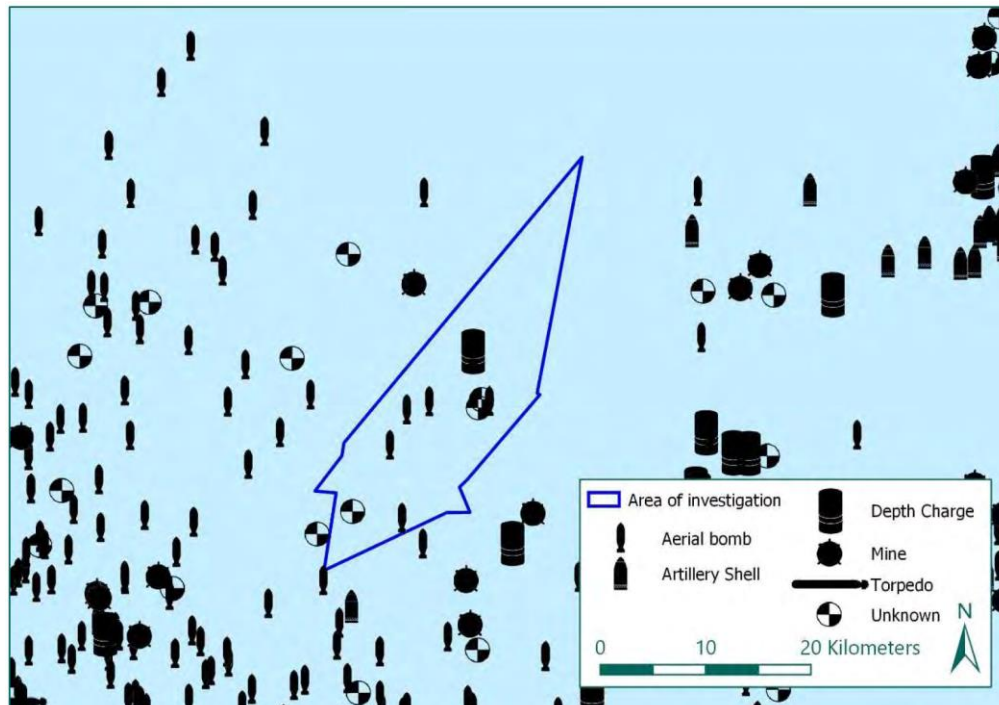 Area of investigation
Aerial bomb
Artillery Shell
Depth Charge
Mine
Torpedo
Unknown
N
0 10 20 Kilometers